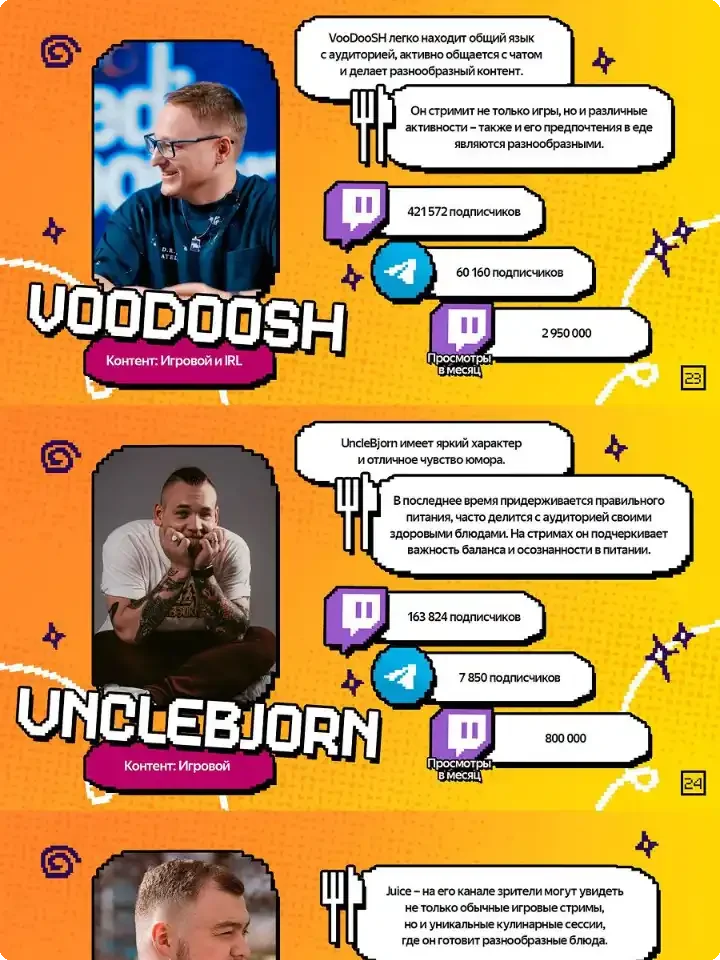 VooDooSH легко находит общий язык
с аудиторией, активно общается с чатом
и делает разнообразный контент.
Он стримит не только игры, но и различные
активности – также и его предпочтения в еде
являются разнообразными.
421 572 подписчиков
60 160 подписчиков
2 950 000
Просмотры
в месяц
VOODOOSH
Контент: Игровой и IRL
23
UncleBjorn имеет яркий характер
и отличное чувство юмора.
В последнее время придерживается правильного
питания, часто делится с аудиторией своими
здоровыми блюдами. На стримах он подчеркивает
важность баланса и осознанности в питании.
163 824 подписчиков
7 850 подписчиков
800 000
Просмотры
в месяц
UNCLEBJORN
Контент: Игровой
24
Juice – на его канале зрители могут увидеть
не только обычные игровые стримы,
но и уникальные кулинарные сессии,
где он готовит разнообразные блюда.